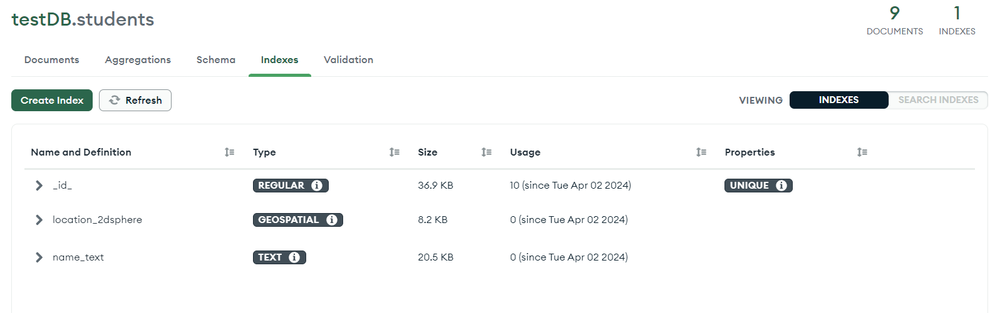 testDB.students
9 1
DOCUMENTS INDEXES
Documents Aggregations Schema Indexes Validation
Create Index Refresh VIEWING INDEXES SEARCH INDEXES
Name and Definition Type Size Usage Properties
_id_ REGULAR 36.9 KB 10 (since Tue Apr 02 2024) UNIQUE
location_2dsphere GEOSPATIAL 8.2 KB 0 (since Tue Apr 02 2024)
name_text TEXT 20.5 KB 0 (since Tue Apr 02 2024)